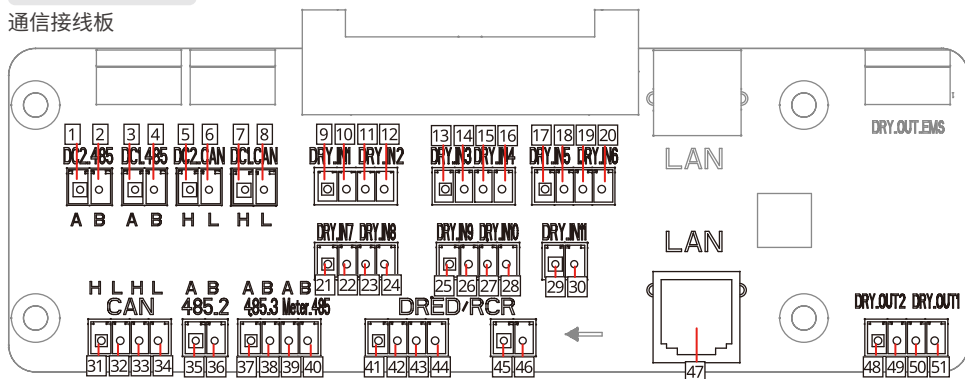 通信接线板
DRY.OUT.EMS
1 2 3 4 5 6 7 8 9 10 11 12 13 14 15 16 17 18 19 20
DC2.485 DC1.485 DC2.CAN DC1.CAN DRY.IN1 DRY.IN2 DRY.IN3 DRY.IN4 DRY.IN5 DRY.IN6
LAN
A B A B H L H L
DRY.IN7 DRY.IN8 DRY.IN9 DRY.IN10 DRY.IN11
LAN
21 22 23 24 25 26 27 28 29 30
H L H L A B A B A B
CAN 485.2 485.3 Meter.485 DRED/RCR
DRY.OUT2 DRY.OUT1
31 32 33 34 35 36 37 38 39 40 41 42 43 44 45 46 47 48 49 50 51